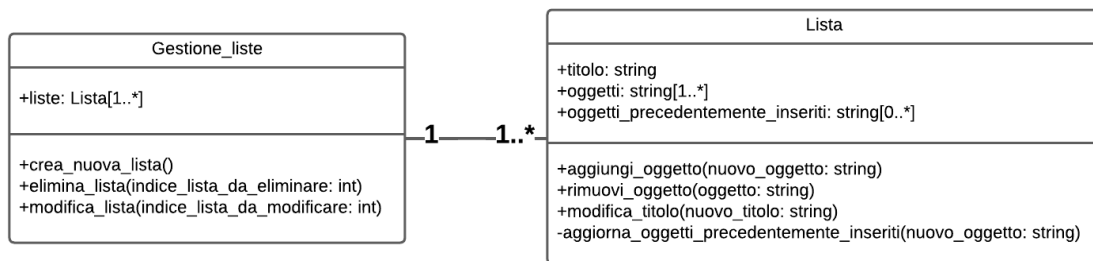 Gestione_liste
+liste: Lista[1..*]
+crea_nuova_lista()
+elimina_lista(indice_lista_da_eliminare: int)
+modifica_lista(indice_lista_da_modificare: int)
1
1..*
Lista
+titolo: string
+oggetti: string[1..*]
+oggetti_precedentemente_inseriti: string[0..*]
+aggiungi_oggetto(nuovo_oggetto: string)
+rimuovi_oggetto(oggetto: string)
+modifica_titolo(nuovo_titolo: string)
-aggiorna_oggetti_precedentemente_inseriti(nuovo_oggetto: string)